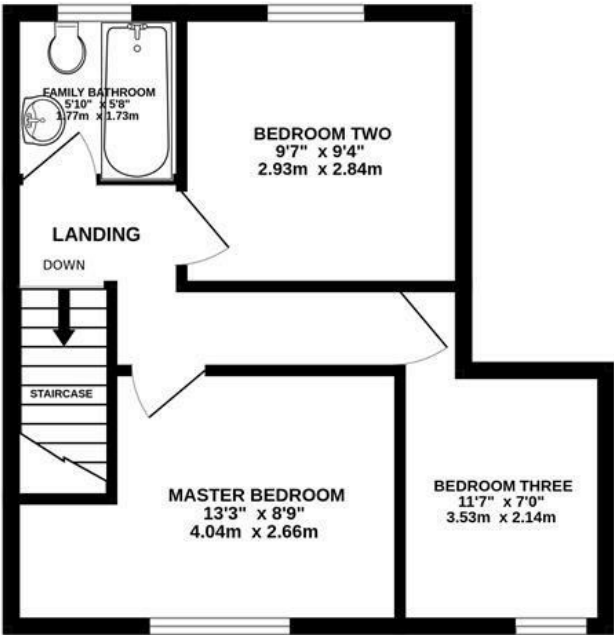 FAMILY BATHROOM
5'10" x 5'8"
1.77m x 1.73m
BEDROOM TWO
9'7" x 9'4"
2.93m x 2.84m
LANDING
DOWN
STAIRCASE
MASTER BEDROOM
13'3" x 8'9"
4.04m x 2.66m
BEDROOM THREE
11'7" x 7'0"
3.53m x 2.14m